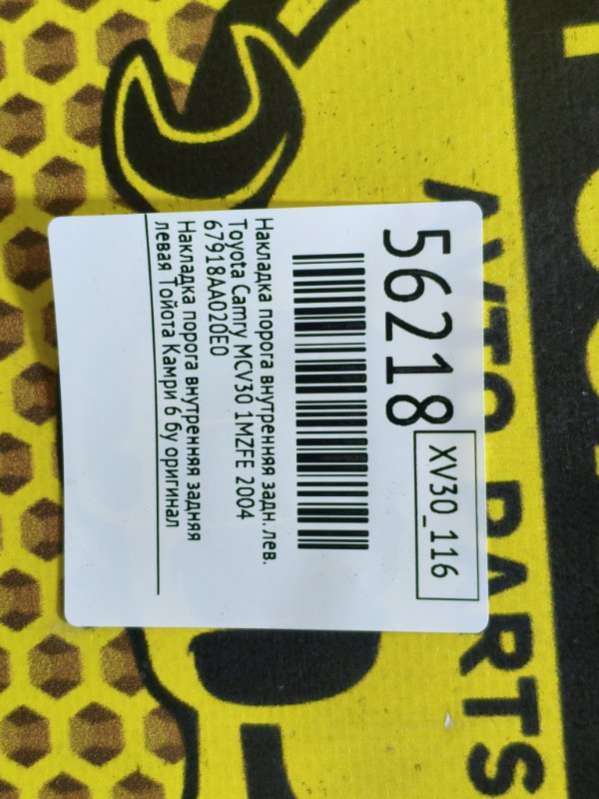 56218
XV30_116
Накладка порога внутренняя задн. лев.
Toyota Camry MCV30 1MZFE 2004
67918AA020E0
Накладка порога внутренняя задняя
левая Тойота Камри 6 бу оригинал
PARTS